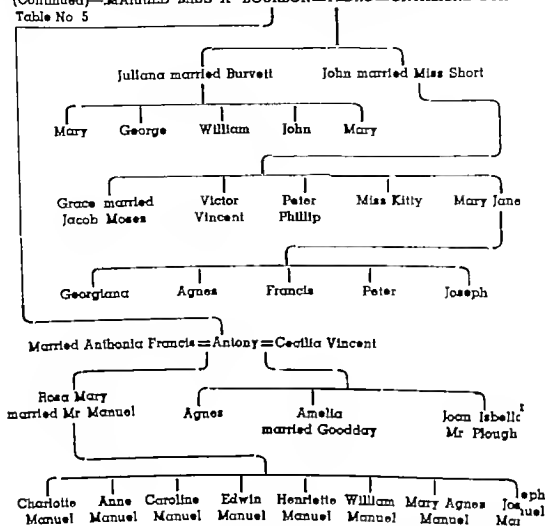 Table No 5
Juliana married Burvett John married Miss Short
Mary George William John Mary
Grace married Victor Peter Miss Kitty Mary Jane
Jacob Moses Vincent Phillip
Georgiana Agnes Francis Peter Joseph
Married Anthonia Francis=Antony=Cecilia Vincent
Rosa Mary Agnes Amelia Joan Isbella
married Mr Manuel married Goodday Mr Plough
Charlotte Anne Caroline Edwin Henriette William Mary Agnes
Manuel Manuel Manuel Manuel Manuel Manuel Manuel